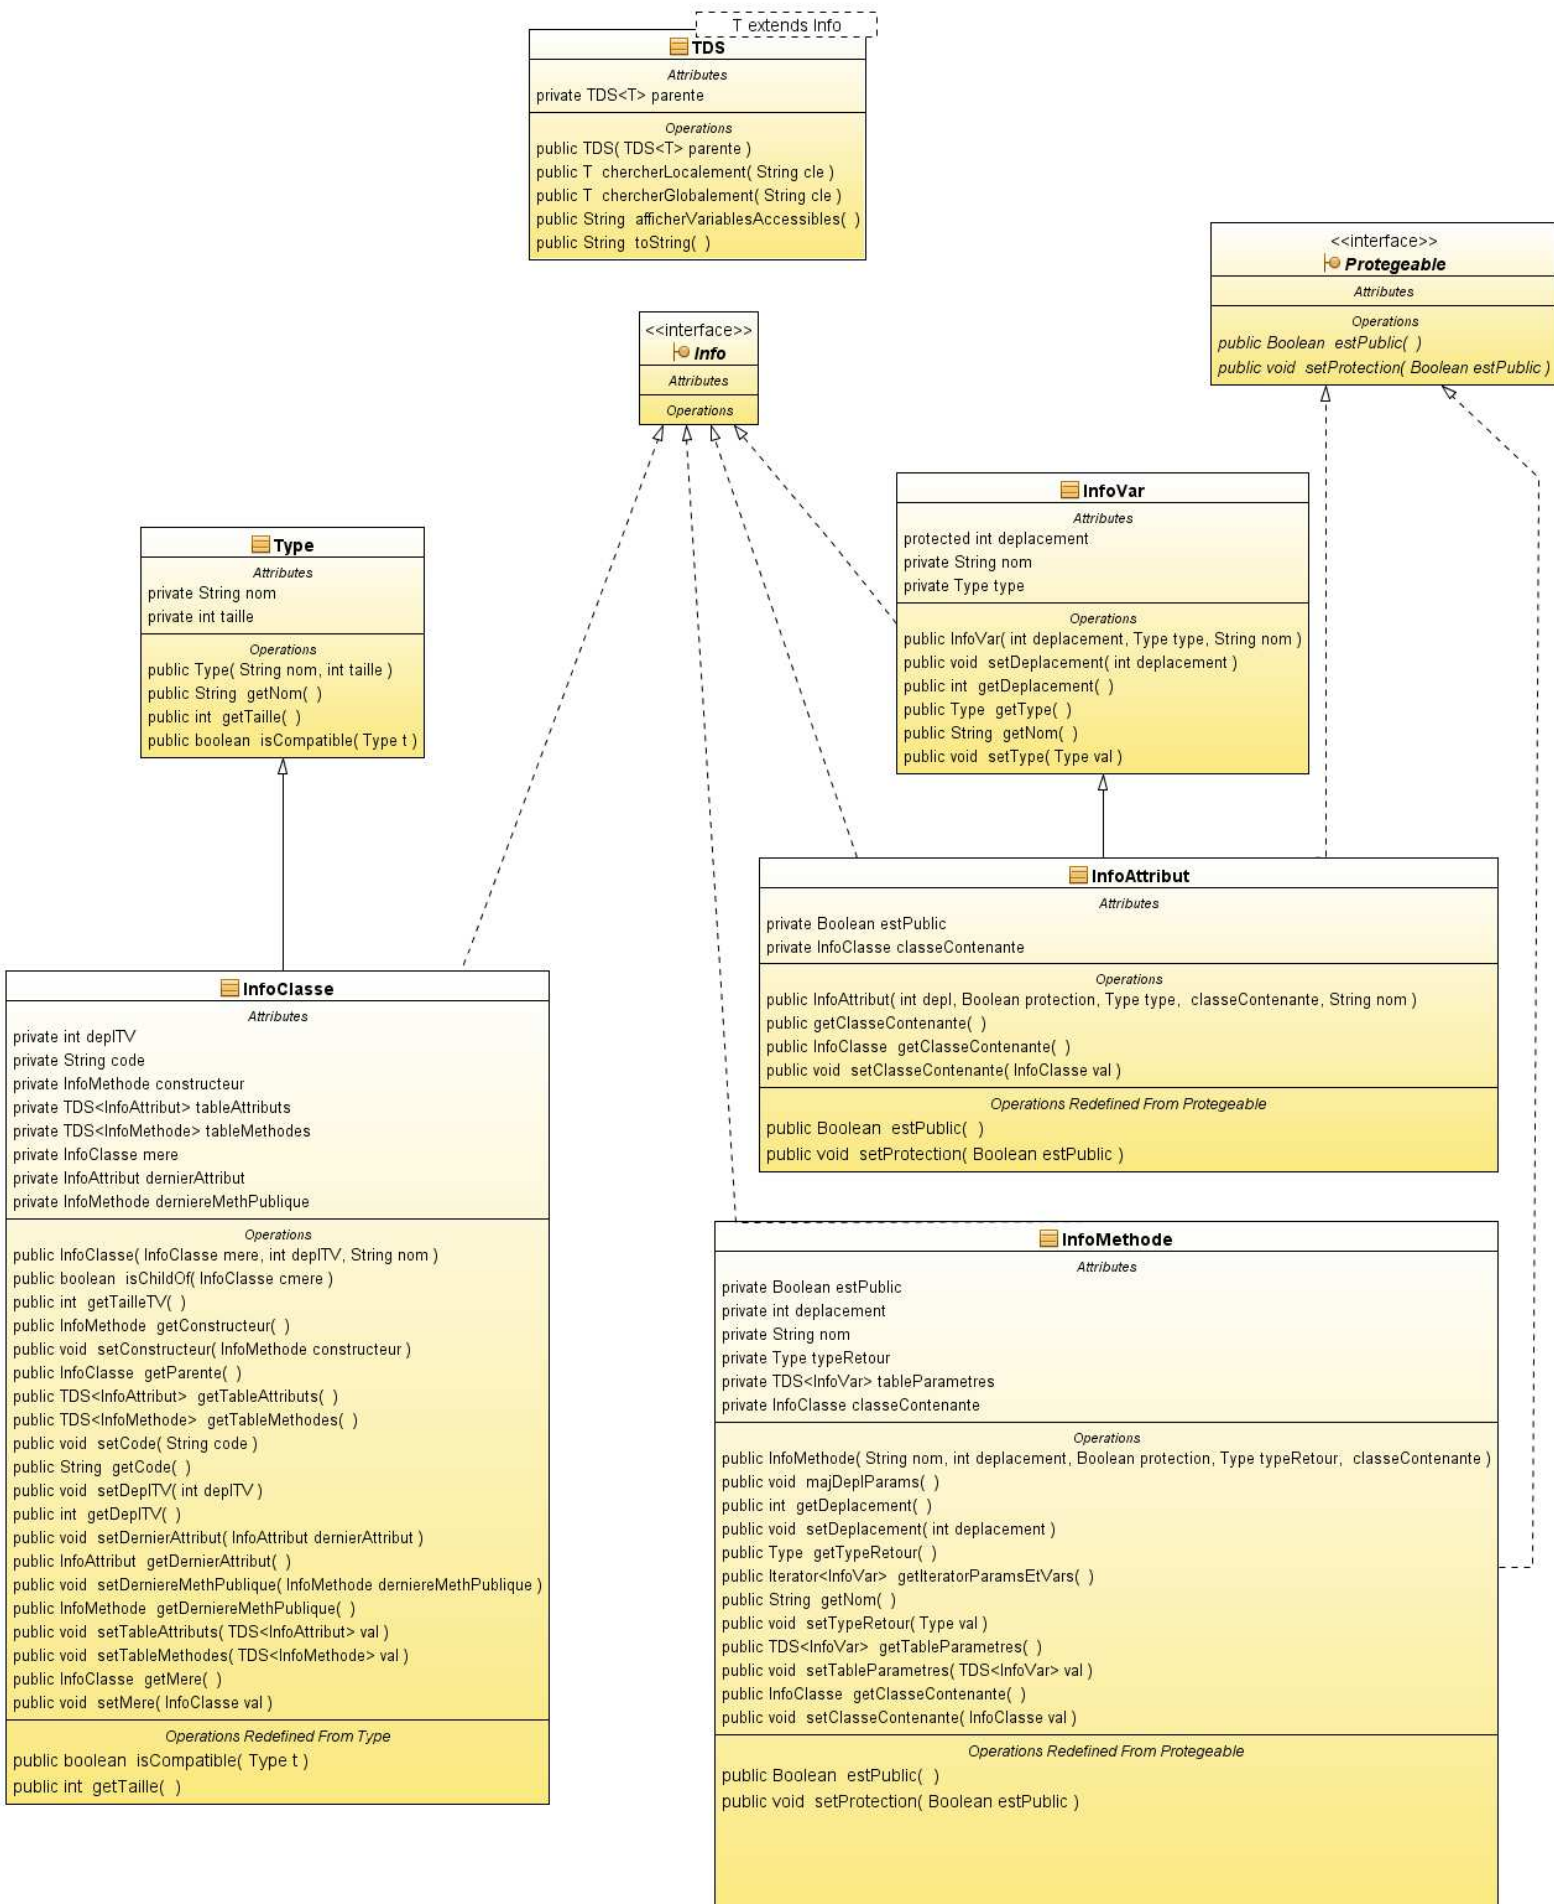 T extends Info
TDS
Attributes
private TDS<T> parente
Operations
public TDS( TDS<T> parente )
public T chercherLocalement( String cle )
public T chercherGlobalement( String cle )
public String afficherVariablesAccessibles( )
public String toString( )
<<interface>>
Protegeable
Attributes
Operations
public Boolean estPublic( )
public void setProtection( Boolean estPublic )
<<interface>>
Info
Attributes
Operations
InfoVar
Attributes
protected int deplacement
private String nom
private Type type
Operations
public InfoVar( int deplacement, Type type, String nom )
public void setDeplacement( int deplacement )
public int getDeplacement( )
public Type getType( )
public String getNom( )
public void setType( Type val )
Type
Attributes
private String nom
private int taille
Operations
public Type( String nom, int taille )
public String getNom( )
public int getTaille( )
public boolean isCompatible( Type t )
InfoAttribut
Attributes
private Boolean estPublic
private InfoClasse classeContenante
Operations
public InfoAttribut( int depl, Boolean protection, Type type, classeContenante, String nom )
public getClasseContenante( )
public InfoClasse getClasseContenante( )
public void setClasseContenante( InfoClasse val )
Operations Redefined From Protegeable
public Boolean estPublic( )
public void setProtection( Boolean estPublic )
InfoClasse
Attributes
private int deplTV
private String code
private InfoMethode constructeur
private TDS<InfoAttribut> tableAttributs
private TDS<InfoMethode> tableMethodes
private InfoClasse mere
private InfoAttribut dernierAttribut
private InfoMethode derniereMethPublique
Operations
public InfoClasse( InfoClasse mere, int deplTV, String nom )
public boolean isChildOf( InfoClasse cmere )
public int getTailleTV( )
public InfoMethode getConstructeur( )
public void setConstructeur( InfoMethode constructeur )
public InfoClasse getParente( )
public TDS<InfoAttribut> getTableAttributs( )
public TDS<InfoMethode> getTableMethodes( )
public void setCode( String code )
public String getCode( )
public void setDeplTV( int deplTV )
public int getDeplTV( )
public void setDernierAttribut( InfoAttribut dernierAttribut )
public InfoAttribut getDernierAttribut( )
public void setDerniereMethPublique( InfoMethode derniereMethPublique )
public InfoMethode getDerniereMethPublique( )
public void setTableAttributs( TDS<InfoAttribut> val )
public void setTableMethodes( TDS<InfoMethode> val )
public InfoClasse getMere( )
public void setMere( InfoClasse val )
Operations Redefined From Type
public boolean isCompatible( Type t )
public int getTaille( )
InfoMethode
Attributes
private Boolean estPublic
private int deplacement
private String nom
private Type typeRetour
private TDS<InfoVar> tableParametres
private InfoClasse classeContenante
Operations
public InfoMethode( String nom, int deplacement, Boolean protection, Type typeRetour, classeContenante )
public void majDeplParams( )
public int getDeplacement( )
public void setDeplacement( int deplacement )
public Type getTypeRetour( )
public Iterator<InfoVar> getIteratorParamsEtVars( )
public String getNom( )
public void setTypeRetour( Type val )
public TDS<InfoVar> getTableParametres( )
public void setTableParametres( TDS<InfoVar> val )
public InfoClasse getClasseContenante( )
public void setClasseContenante( InfoClasse val )
Operations Redefined From Protegeable
public Boolean estPublic( )
public void setProtection( Boolean estPublic )